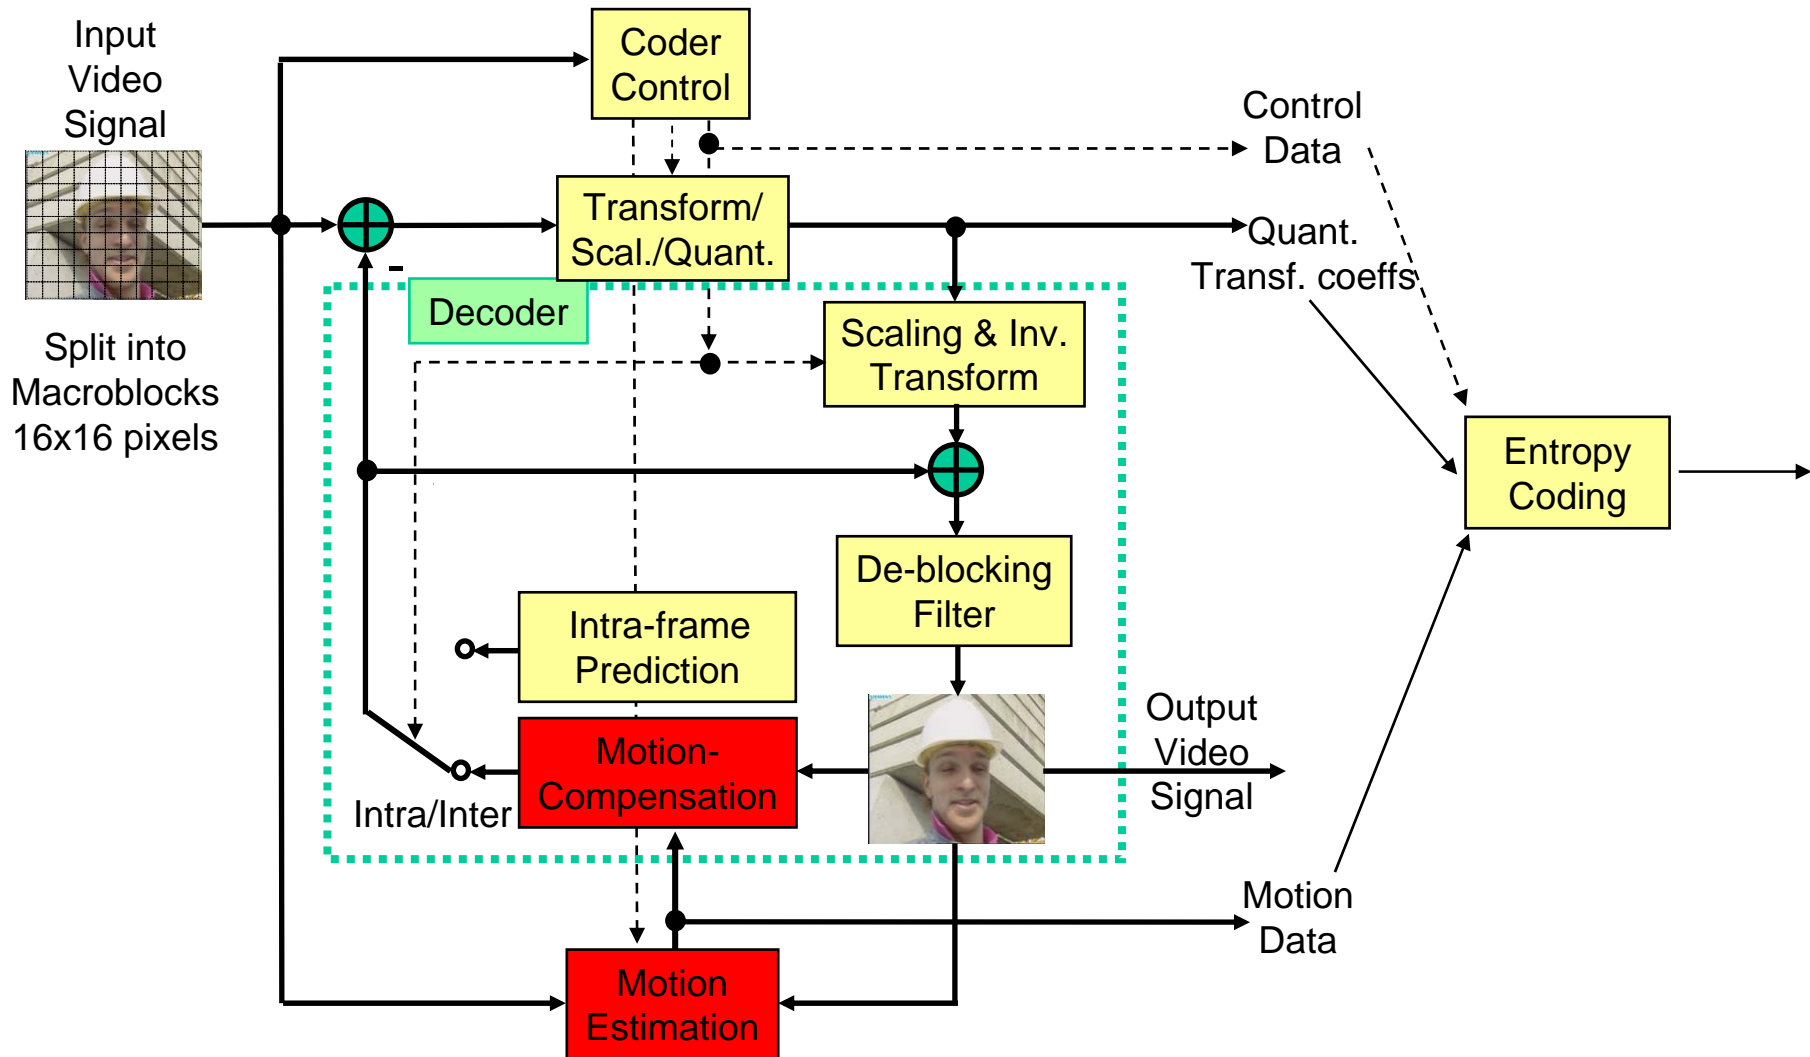 Input
Video
Signal
Split into
Macroblocks
16x16 pixels
Coder
Control
Transform/
Scal./Quant.
Decoder
Scaling & Inv.
Transform
-
De-blocking
Filter
Intra-frame
Prediction
Motion-
Compensation
Intra/Inter
Motion
Estimation
Control
Data
Quant.
Transf. coeffs
Entropy
Coding
Output
Video
Signal
Motion
Data